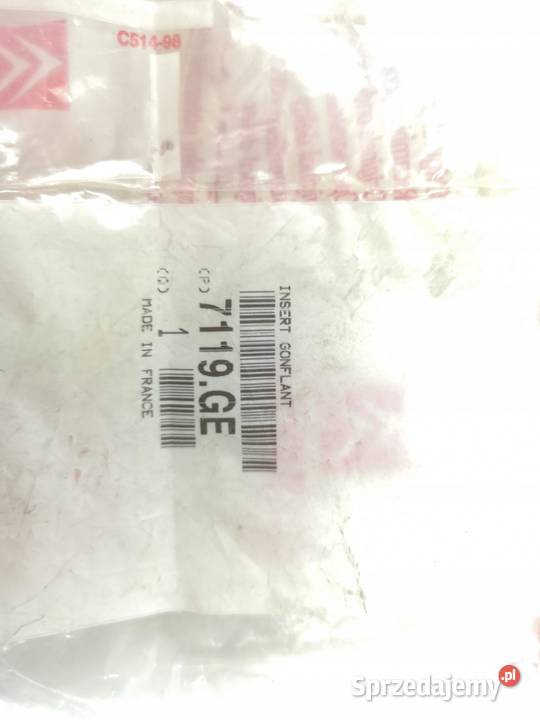 C514-98
INSERT GONFLANT
(P) 7119.GE
(Q) 1
MADE IN FRANCE
Sprzedajemy.pl